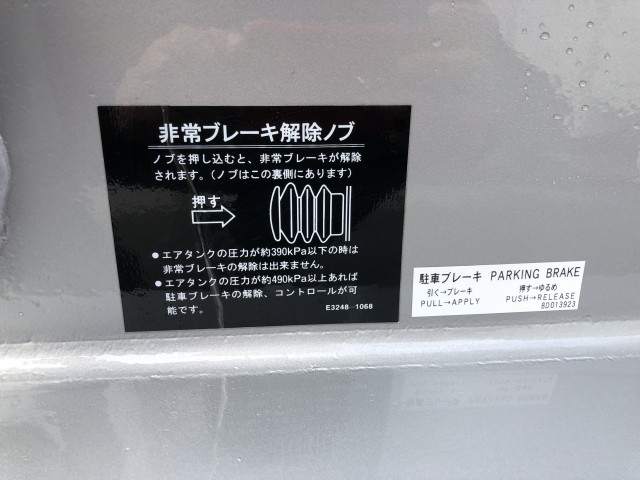 非常ブレーキ解除ノブ
ノブを押し込むと、非常ブレーキが解除
されます。(ノブはこの裏側にあります)
押す
●エアタンクの圧力が約390kPa以下の時は
非常ブレーキの解除は出来ません。
●エアタンクの圧力が約490kPa以上あれば
駐車ブレーキの解除、コントロールが可
能です。
E3248-1068
駐車ブレーキ PARKING BRAKE
引く→ブレーキ 押す→ゆるめ
PULL→APPLY PUSH→RELEASE
BD013923